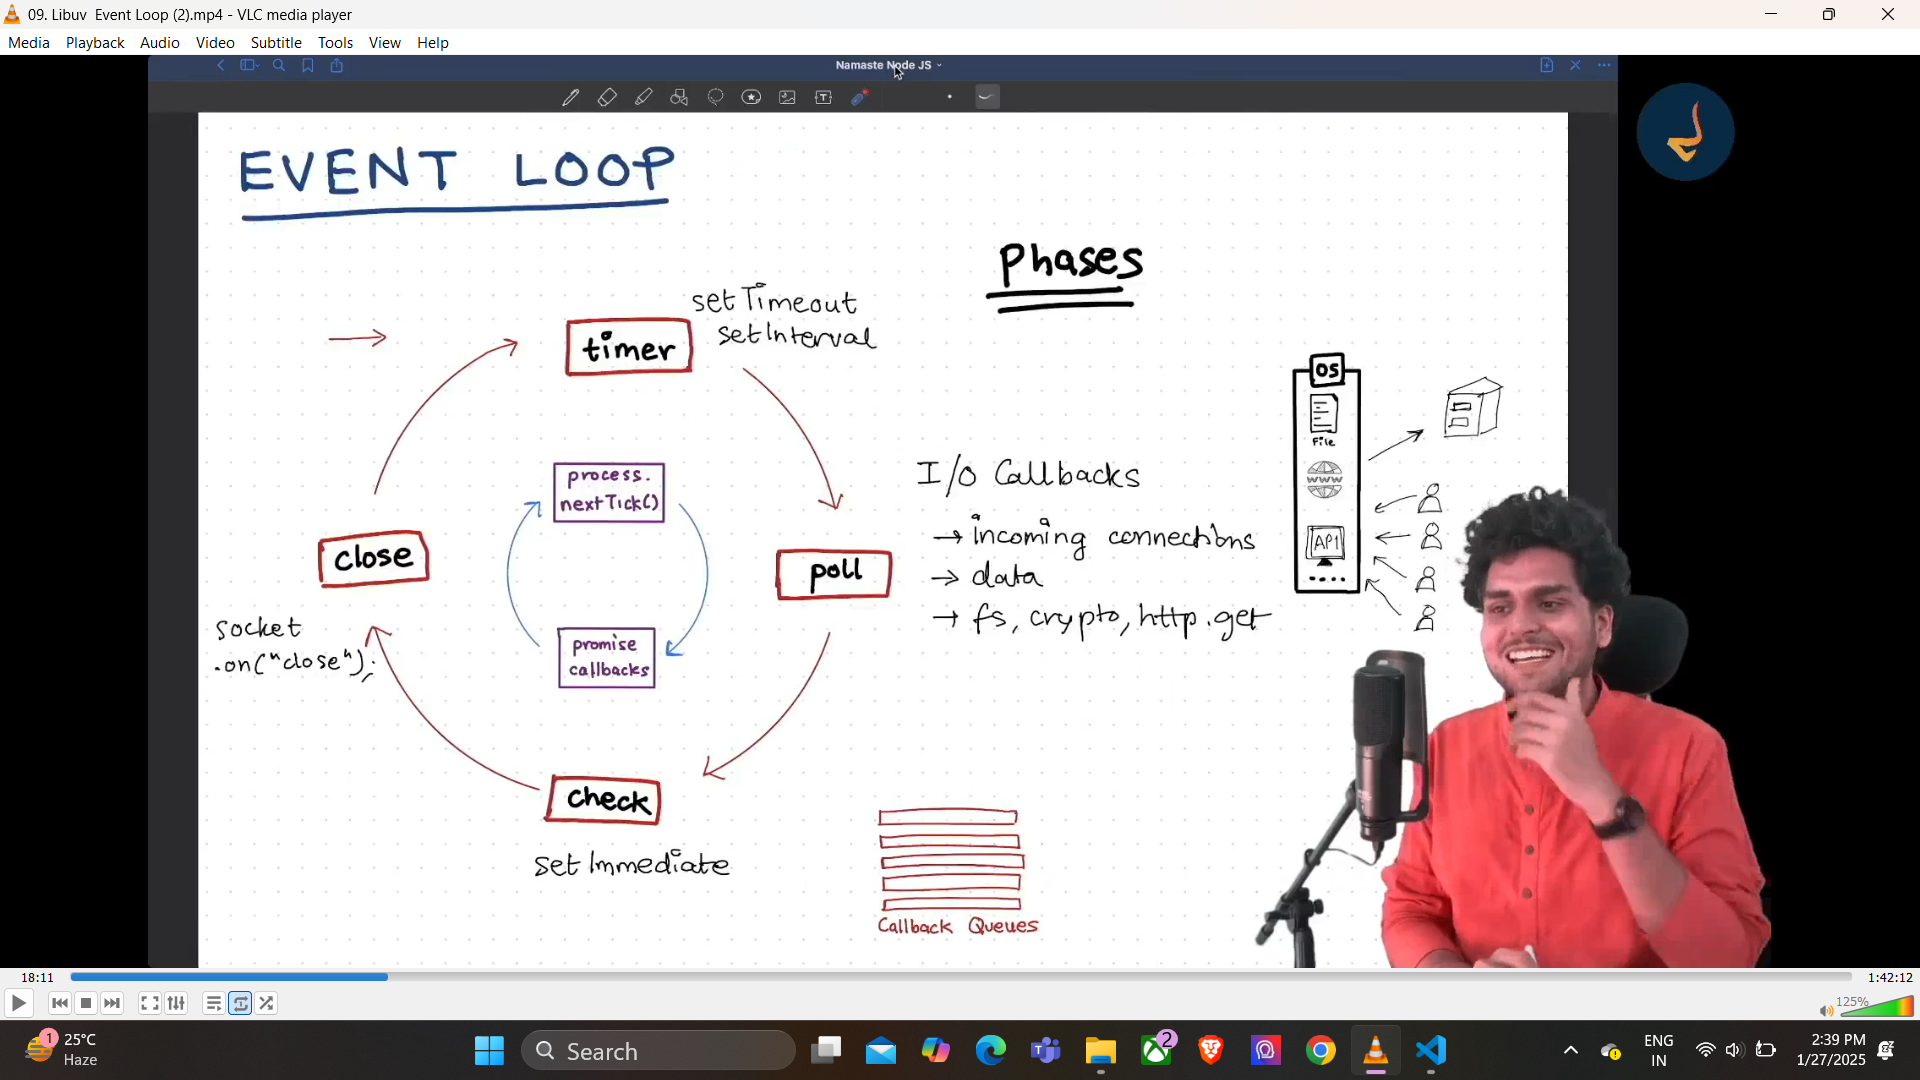 09. Libuv  Event Loop (2).mp4 - VLC media player
Media Playback Audio Video Subtitle Tools View Help
Namaste Node JS
EVENT LOOP
Phases
setTimeout
setInterval
timer
OS
File
www
API
process.
nextTick()
I/O Callbacks
→ incoming connections
→ data
→ fs, crypto, http.get
close
poll
socket
.on("close");
promise
callbacks
check
setImmediate
Callback Queues
18:11
1:42:12
125%
1
25°C
Haze
Search
2
ENG
IN
2:39 PM
1/27/2025